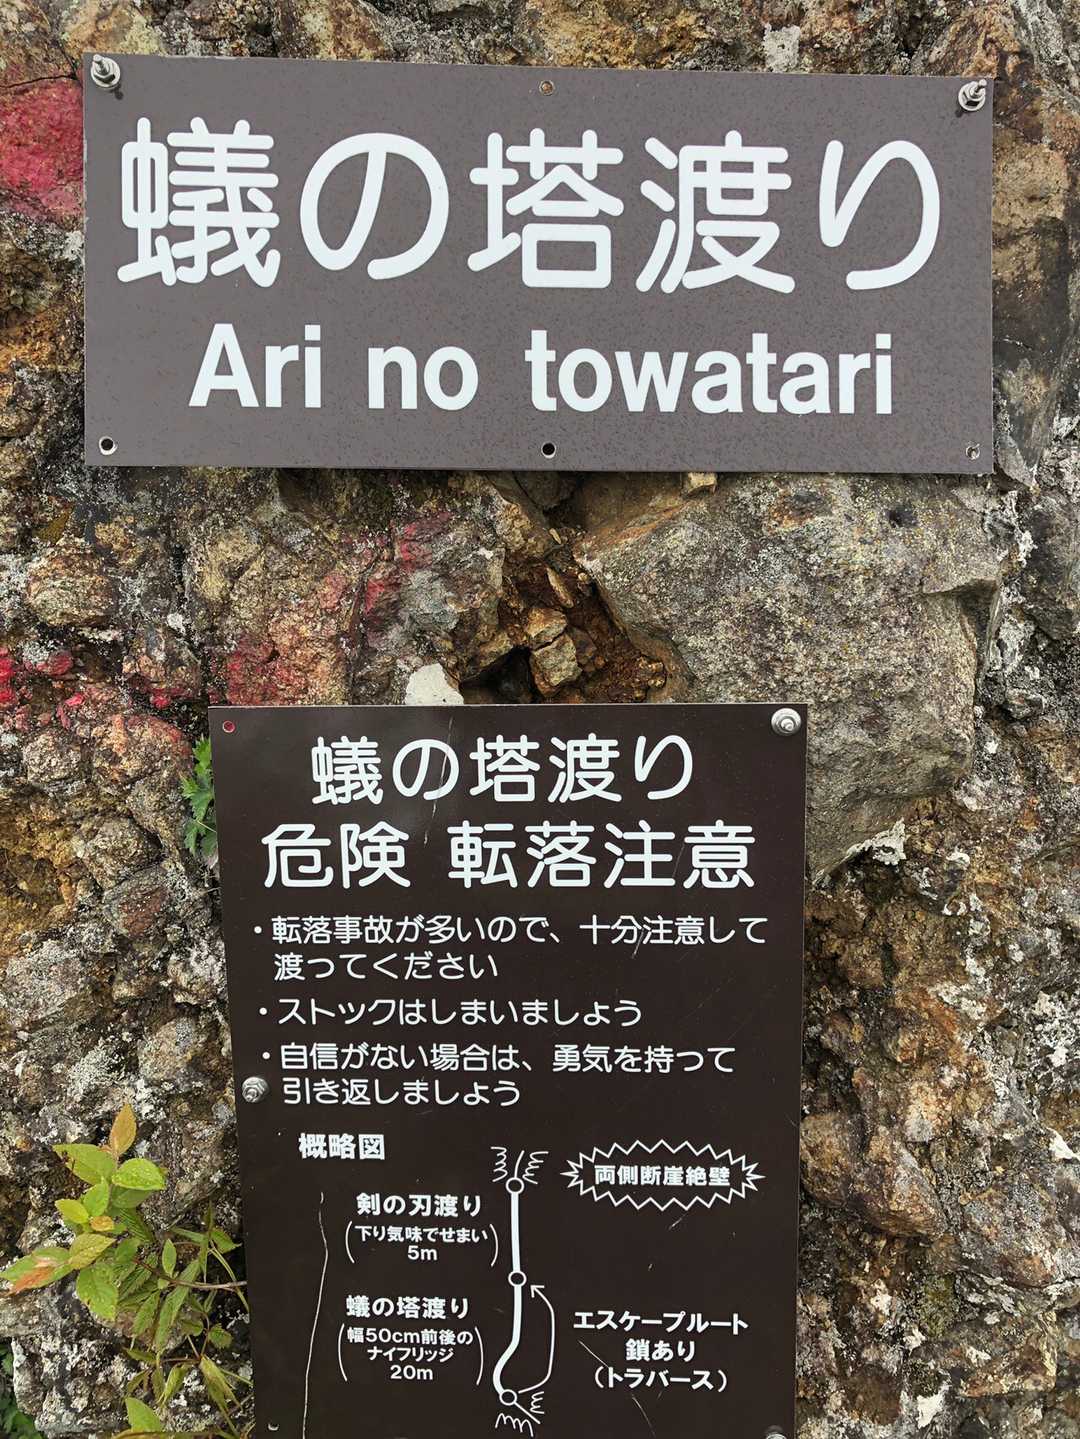 蟻の塔渡り
Ari no towatari
蟻の塔渡り
危険 転落注意
・転落事故が多いので、十分注意して
渡ってください
・ストックはしまいましょう
・自信がない場合は、勇気を持つて
引き返しましよう
概略図
両側断崖絶壁
剣の刃渡り
(下り気味でせまい)
5m
蟻の塔渡り
(幅50cm前後の
ナイフリッジ)
20m
エスケープルート
鎖あり
(トラバース)